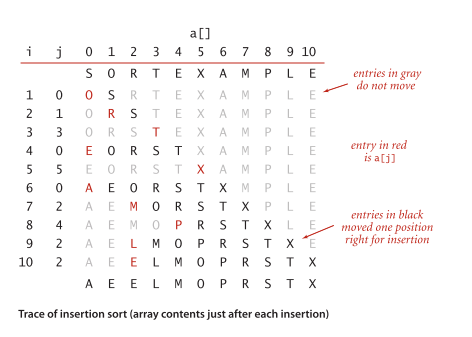 a[]
i j 0 1 2 3 4 5 6 7 8 9 10
S O R T E X A M P L E
1 0 O S R T E X A M P L E
2 1 O R S T E X A M P L E
3 3 O R S T E X A M P L E
4 0 E O R S T X A M P L E
5 5 E O R S T X A M P L E
6 0 A E O R S T X M P L E
7 2 A E M O R S T X P L E
8 4 A E M O P R S T X L E
9 2 A E L M O P R S T X E
10 2 A E E L M O P R S T X
A E E L M O P R S T X
entries in gray
do not move
entry in red
is a[j]
entries in black
moved one position
right for insertion
Trace of insertion sort (array contents just after each insertion)